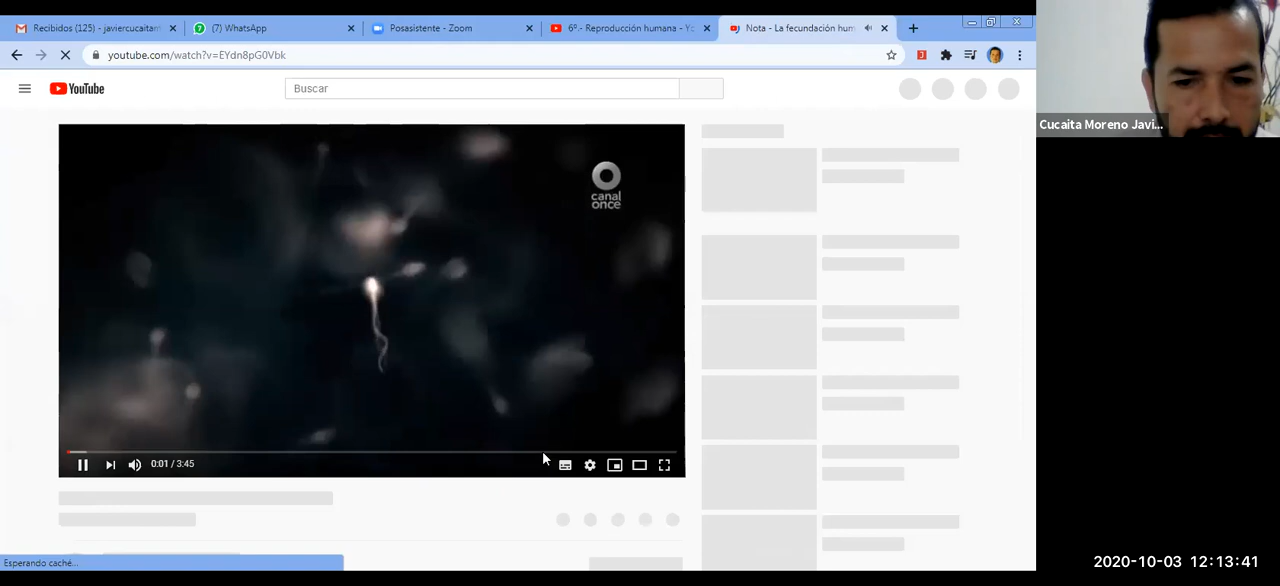 Recibidos (125) - javiercucaitam
(7) WhatsApp
Posasistente - Zoom
6º.- Reproducción humana - Yo
Nota - La fecundación hum
youtube.com/watch?v=EYdn8pG0Vbk
YouTube
Buscar
Cucaita Moreno Javi...
canal
once
0:01 / 3:45
Esperando caché...
2020-10-03 12:13:41